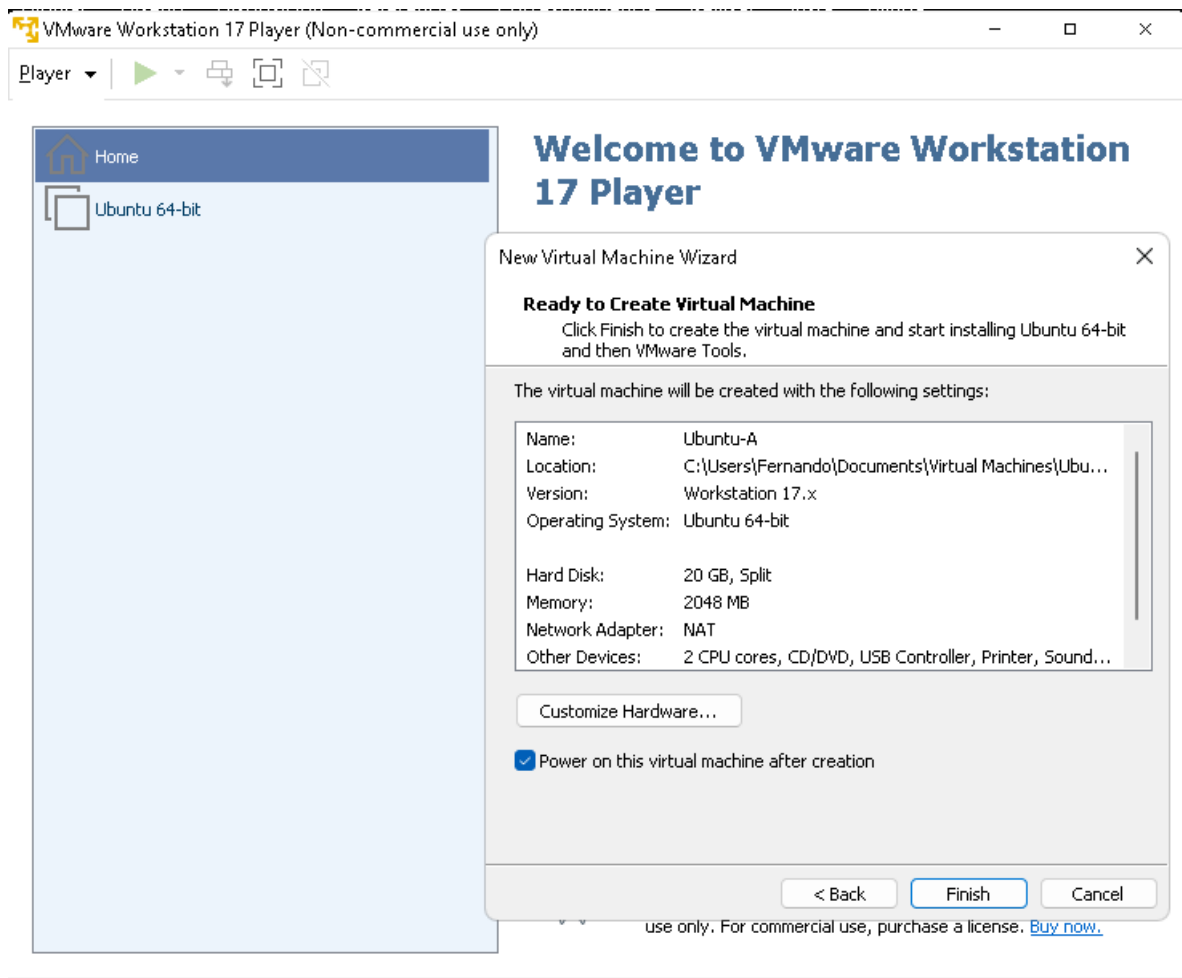 VMware Workstation 17 Player (Non-commercial use only)
Player
Home
Ubuntu 64-bit
Welcome to VMware Workstation
17 Player
New Virtual Machine Wizard
Ready to Create Virtual Machine
Click Finish to create the virtual machine and start installing Ubuntu 64-bit
and then VMware Tools.
The virtual machine will be created with the following settings:
Name: Ubuntu-A
Location: C:\Users\Fernando\Documents\Virtual Machines\Ubu...
Version: Workstation 17.x
Operating System: Ubuntu 64-bit
Hard Disk: 20 GB, Split
Memory: 2048 MB
Network Adapter: NAT
Other Devices: 2 CPU cores, CD/DVD, USB Controller, Printer, Sound...
Customize Hardware...
Power on this virtual machine after creation
< Back Finish Cancel
use only. For commercial use, purchase a license. Buy now.